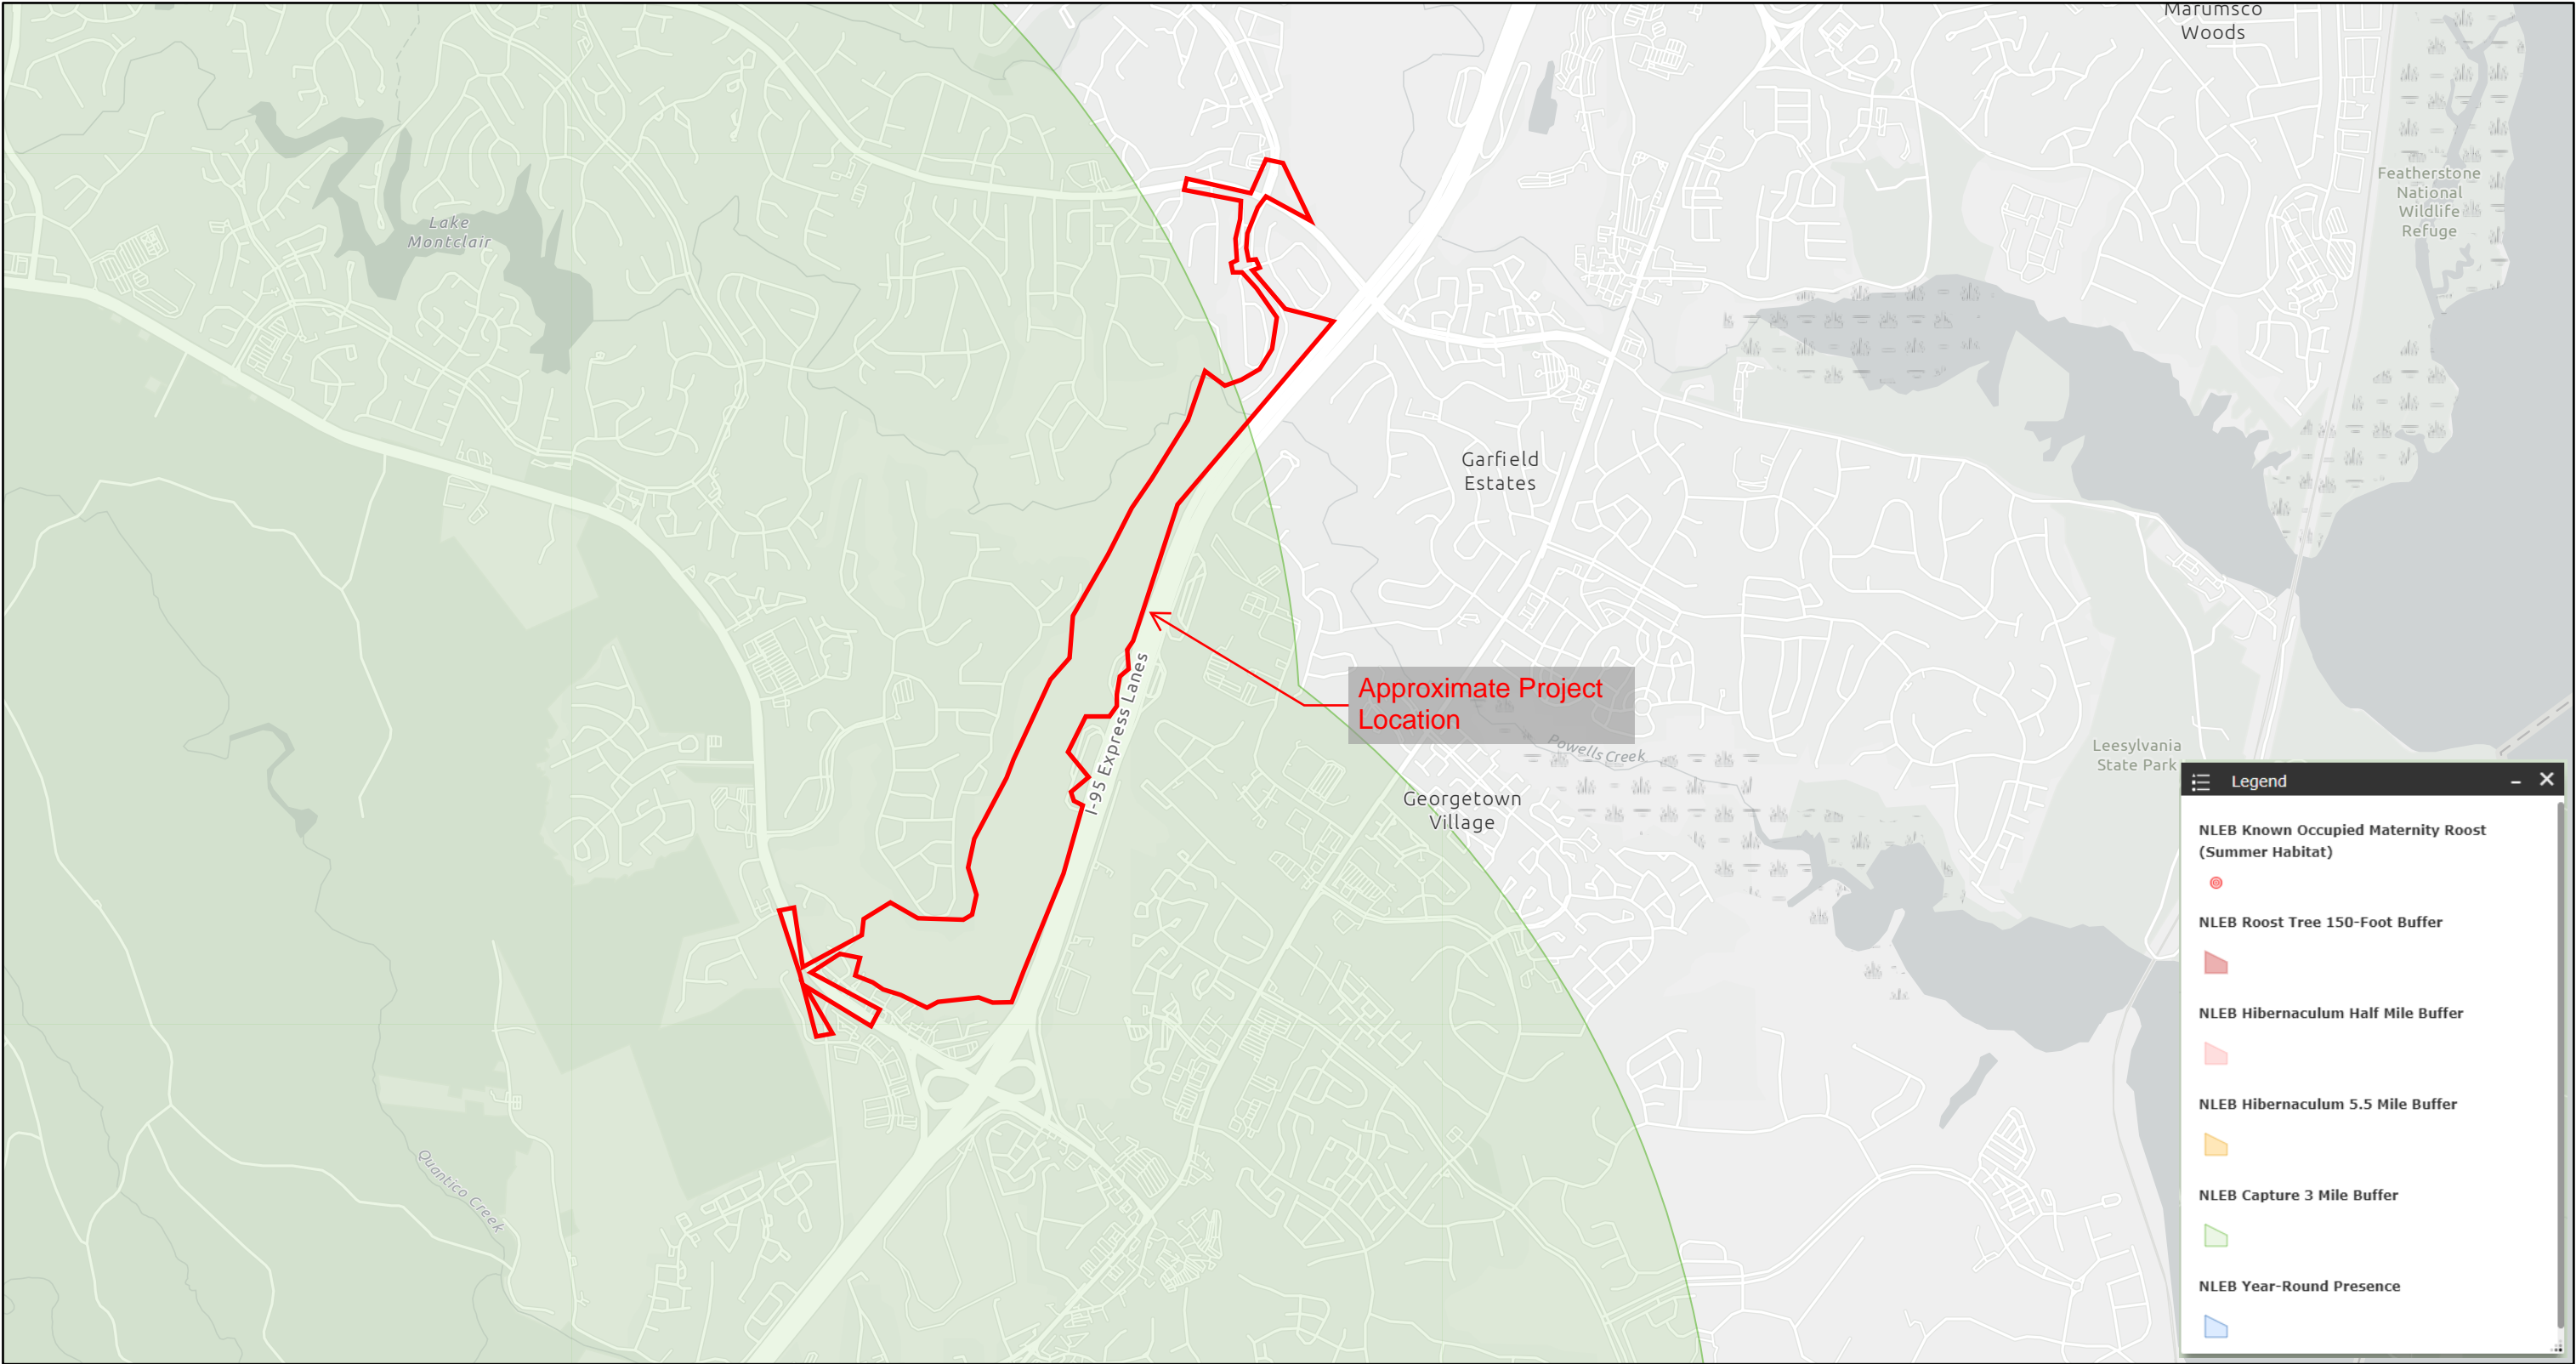 Marumsco
Woods
Featherstone
National
Wildlife
Refuge
Lake
Montclair
Garfield
Estates
I-95 Express Lanes
Approximate Project
Location
Powells Creek
Leesylvania
State Park
Georgetown
Village
Quantico Creek
Legend
NLEB Known Occupied Maternity Roost
(Summer Habitat)
NLEB Roost Tree 150-Foot Buffer
NLEB Hibernaculum Half Mile Buffer
NLEB Hibernaculum 5.5 Mile Buffer
NLEB Capture 3 Mile Buffer
NLEB Year-Round Presence